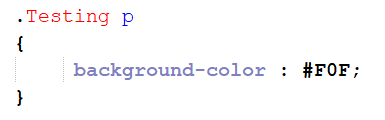 .Testing p
{
background-color : #F0F;
}